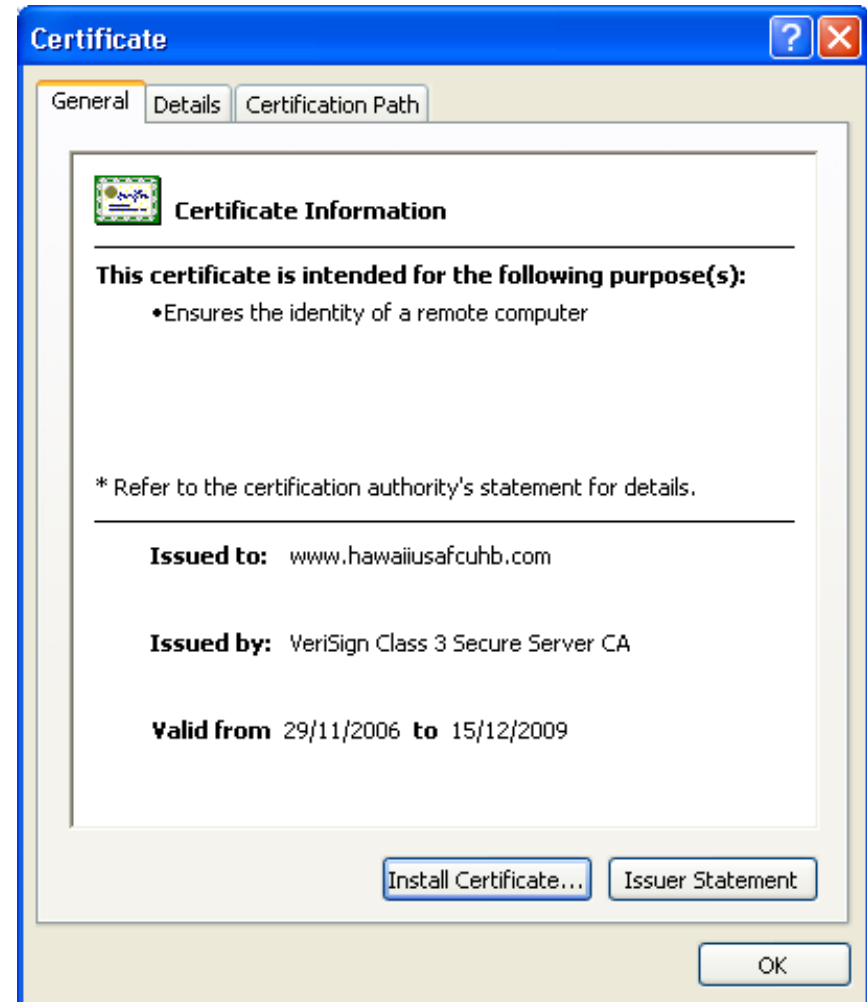 Certificate
General Details Certification Path
Certificate Information
This certificate is intended for the following purpose(s):
•Ensures the identity of a remote computer
* Refer to the certification authority's statement for details.
Issued to: www.hawaiiusafcuhb.com
Issued by: VeriSign Class 3 Secure Server CA
Valid from 29/11/2006 to 15/12/2009
Install Certificate... Issuer Statement
OK